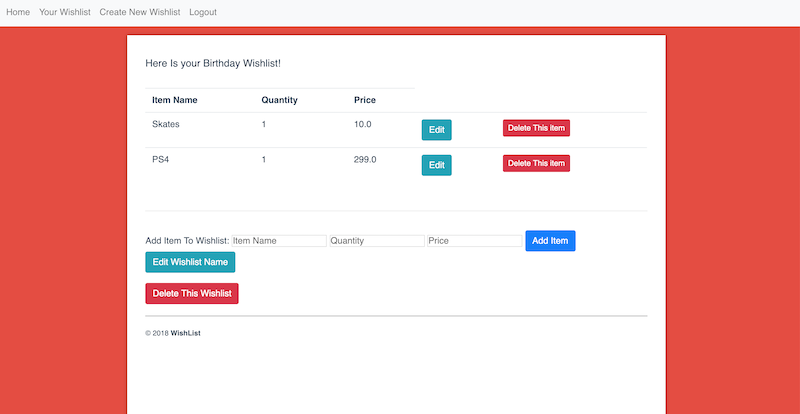 Home Your Wishlist Create New Wishlist Logout
Here Is your Birthday Wishlist!
Item Name Quantity Price
Skates 1 10.0 Edit Delete This Item
PS4 1 299.0 Edit Delete This Item
Add Item To Wishlist: Item Name Quantity Price Add Item
Edit Wishlist Name
Delete This Wishlist
© 2018 WishList